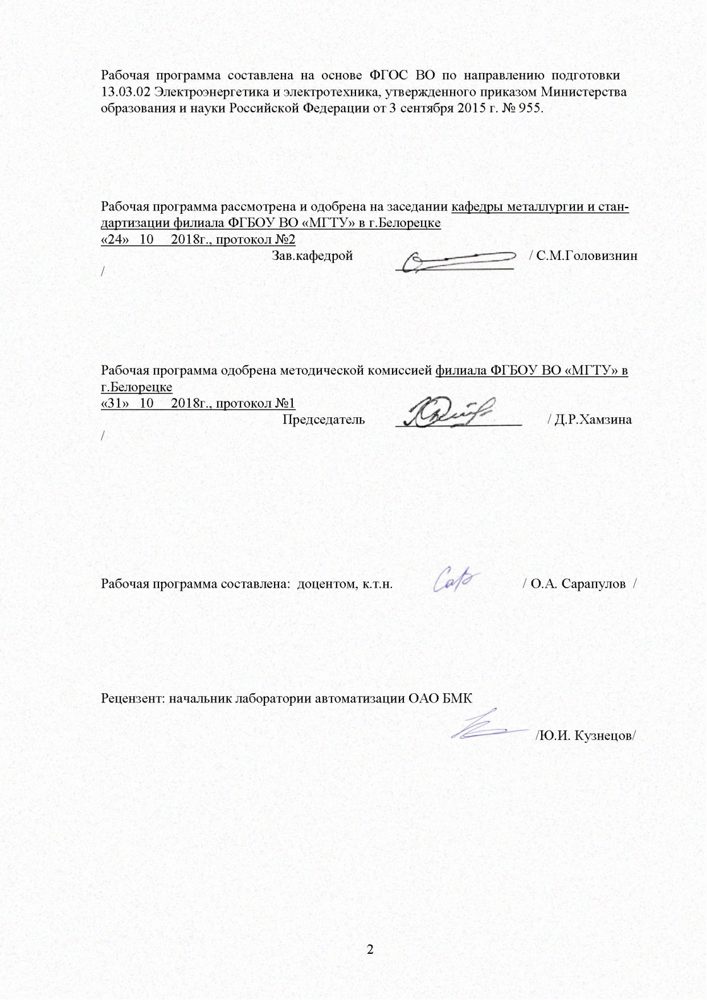 Рабочая программа составлена на основе ФГОС ВО по направлению подготовки
13.03.02 Электроэнергетика и электротехника, утвержденного приказом Министерства
образования и науки Российской Федерации от 3 сентября 2015 г. № 955.
Рабочая программа рассмотрена и одобрена на заседании кафедры металлургии и стан-
дартизации филиала ФГБОУ ВО «МГТУ» в г.Белорецке
«24» 10 2018г., протокол №2
Зав.кафедрой / С.М.Головизнин
/
Рабочая программа одобрена методической комиссией филиала ФГБОУ ВО «МГТУ» в
г.Белорецке
«31» 10 2018г., протокол №1
Председатель / Д.Р.Хамзина
/
Рабочая программа составлена: доцентом, к.т.н. / О.А. Сарапулов /
Рецензент: начальник лаборатории автоматизации ОАО БМК
/Ю.И. Кузнецов/
2